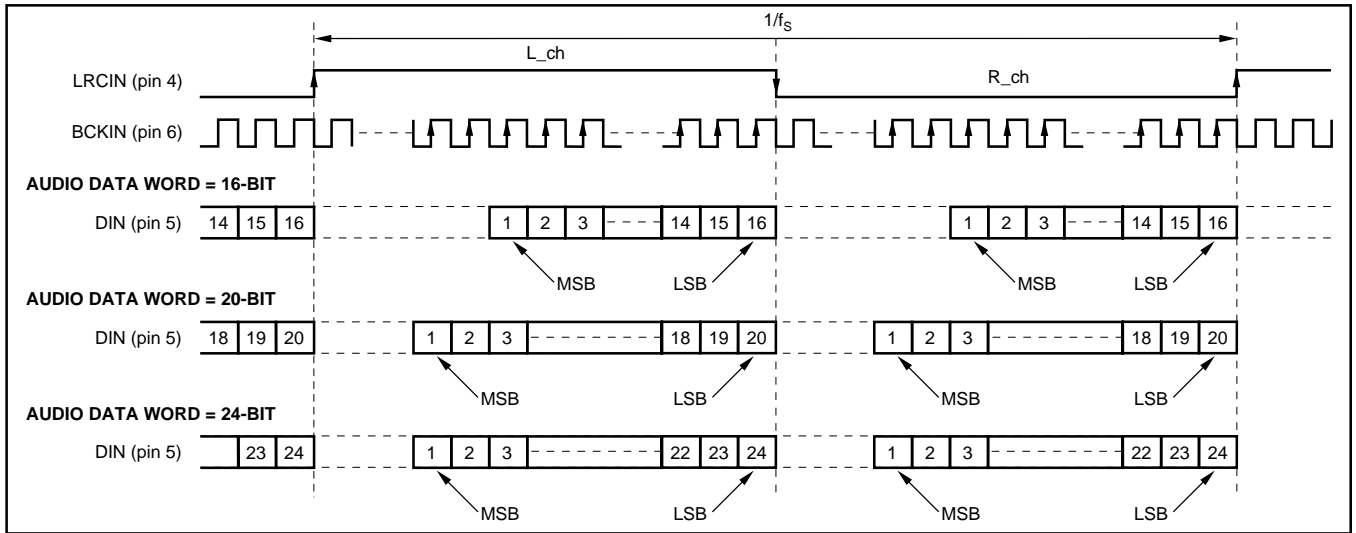 1/fS
L_ch
R_ch
LRCIN (pin 4)
BCKIN (pin 6)
AUDIO DATA WORD = 16-BIT
DIN (pin 5) 14 15 16 1 2 3 14 15 16 1 2 3 14 15 16
MSB LSB MSB LSB
AUDIO DATA WORD = 20-BIT
DIN (pin 5) 18 19 20 1 2 3 18 19 20 1 2 3 18 19 20
MSB LSB MSB LSB
AUDIO DATA WORD = 24-BIT
DIN (pin 5) 23 24 1 2 3 22 23 24 1 2 3 22 23 24
MSB LSB MSB LSB